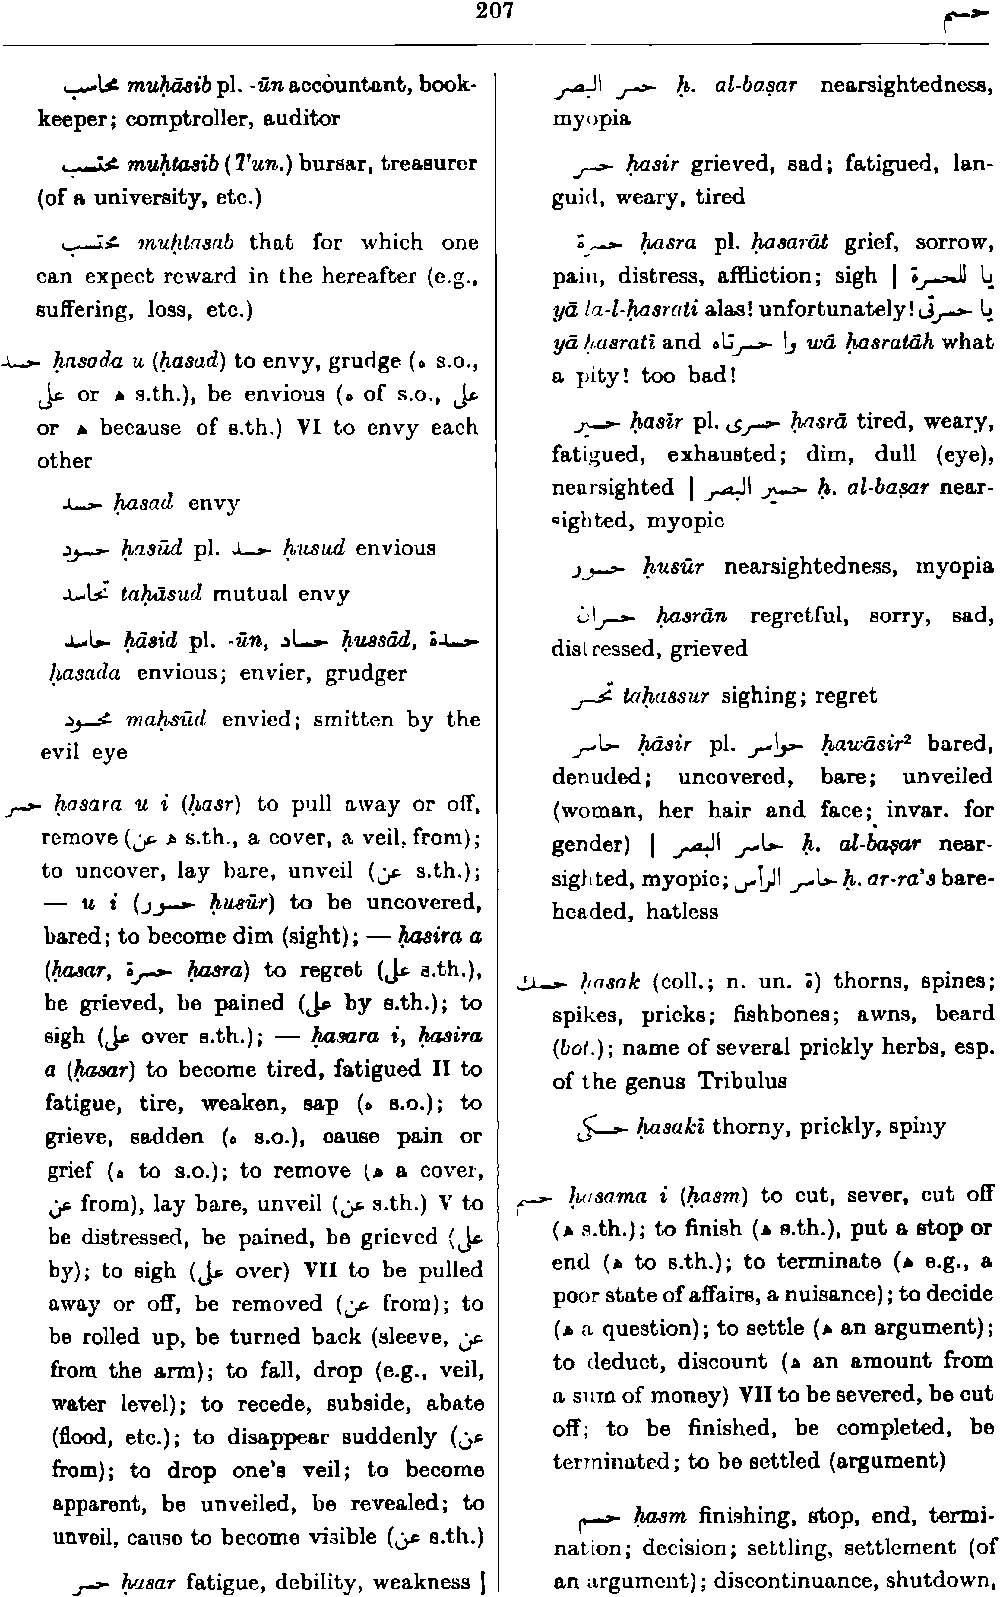 207
حسم
محاسب muḥāsib pl. -ūn accountant, book-
keeper; comptroller, auditor
محتسب muḥtasib (Tun.) bursar, treasurer
(of a university, etc.)
محتسب muḥtasab that for which one
can expect reward in the hereafter (e.g.,
suffering, loss, etc.)
حسد ḥasada u (ḥasad) to envy, grudge (ه s.o.,
على or ﻫ s.th.), be envious (ه of s.o., على
or ﻫ because of s.th.) VI to envy each
other
حسد ḥasad envy
حسود ḥasūd pl. حسد ḥusud envious
تحاسد taḥāsud mutual envy
حاسد ḥāsid pl. -ūn, حساد ḥussād, حسدة
ḥasada envious; envier, grudger
محسود maḥsūd envied; smitten by the
evil eye
حسر ḥasara u i (ḥasr) to pull away or off,
remove (ﻫ عن s.th., a cover, a veil, from);
to uncover, lay bare, unveil (عن s.th.);
— u i (حسور ḥusūr) to be uncovered,
bared; to become dim (sight); — ḥasira a
(ḥasar, حسرة ḥasra) to regret (على s.th.),
be grieved, be pained (على by s.th.); to
sigh (على over s.th.); — ḥasara i, ḥasira
a (ḥasar) to become tired, fatigued II to
fatigue, tire, weaken, sap (ه s.o.); to
grieve, sadden (ه s.o.), cause pain or
grief (ه to s.o.); to remove (ﻫ a cover,
عن from), lay bare, unveil (عن s.th.) V to
be distressed, be pained, be grieved (على
by); to sigh (على over) VII to be pulled
away or off, be removed (عن from); to
be rolled up, be turned back (sleeve, عن
from the arm); to fall, drop (e.g., veil,
water level); to recede, subside, abate
(flood, etc.); to disappear suddenly (عن
from); to drop one's veil; to become
apparent, be unveiled, be revealed; to
unveil, cause to become visible (عن s.th.)
حسر ḥasar fatigue, debility, weakness |
حسر البصر ḥ. al-baṣar nearsightedness,
myopia
حسر ḥasir grieved, sad; fatigued, lan-
guid, weary, tired
حسرة ḥasra pl. ḥasarāt grief, sorrow,
pain, distress, affliction; sigh | يا للحسرة
yā la-l-ḥasrati alas! unfortunately! يا حسرتى
yā ḥasratī and وا حسرتاه wā ḥasratāh what
a pity! too bad!
حسير ḥasīr pl. حسرى ḥasrā tired, weary,
fatigued, exhausted; dim, dull (eye),
nearsighted | حسير البصر ḥ. al-baṣar near-
sighted, myopic
حسور ḥusūr nearsightedness, myopia
حسران ḥasrān regretful, sorry, sad,
distressed, grieved
تحسر taḥassur sighing; regret
حاسر ḥāsir pl. حواسر ḥawāsir² bared,
denuded; uncovered, bare; unveiled
(woman, her hair and face; invar. for
gender) | حاسر البصر ḥ. al-baṣar near-
sighted, myopic; حاسر الرأس ḥ. ar-ra's bare-
headed, hatless
حسك ḥasak (coll.; n. un. ة) thorns, spines;
spikes, pricks; fishbones; awns, beard
(bot.); name of several prickly herbs, esp.
of the genus Tribulus
حسكى ḥasakī thorny, prickly, spiny
حسم ḥasama i (ḥasm) to cut, sever, cut off
(ﻫ s.th.); to finish (ﻫ s.th.), put a stop or
end (ﻫ to s.th.); to terminate (ﻫ e.g., a
poor state of affairs, a nuisance); to decide
(ﻫ a question); to settle (ﻫ an argument);
to deduct, discount (ﻫ an amount from
a sum of money) VII to be severed, be cut
off; to be finished, be completed, be
terminated; to be settled (argument)
حسم ḥasm finishing, stop, end, termi-
nation; decision; settling, settlement (of
an argument); discontinuance, shutdown,